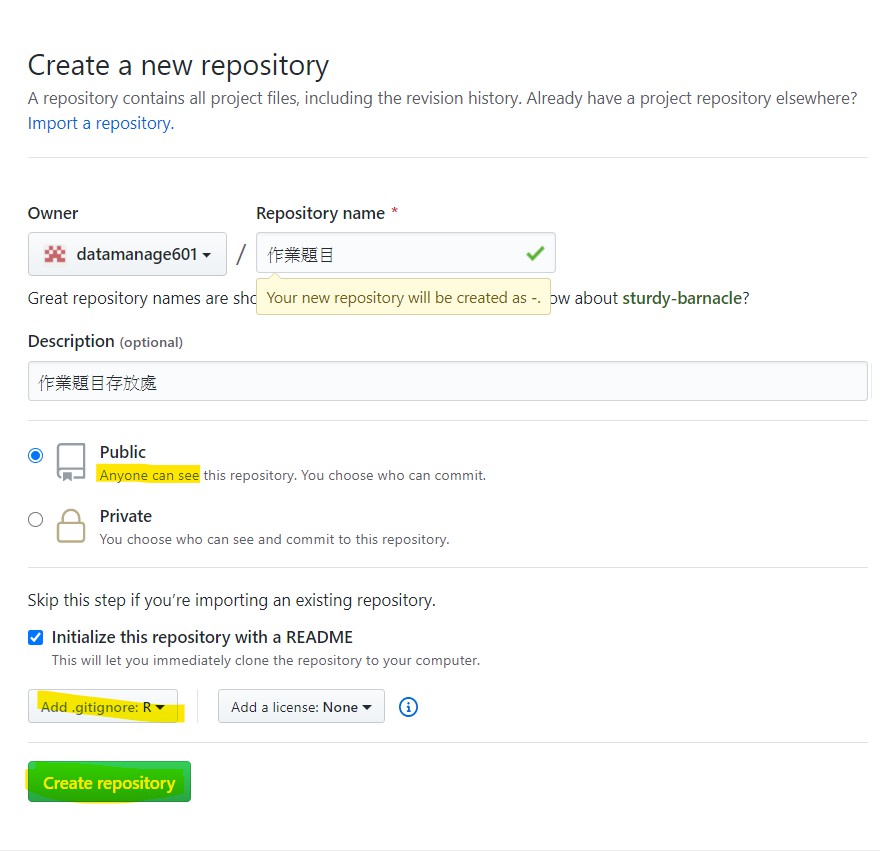 Create a new repository
A repository contains all project files, including the revision history. Already have a project repository elsewhere?
Import a repository.
Owner
Repository name *
datamanage601
/
作業題目
Great repository names are sho
Your new repository will be created as -.
ow about sturdy-barnacle?
Description (optional)
作業題目存放處
Public
Anyone can see this repository. You choose who can commit.
Private
You choose who can see and commit to this repository.
Skip this step if you’re importing an existing repository.
Initialize this repository with a README
This will let you immediately clone the repository to your computer.
Add .gitignore: R
Add a license: None
Create repository